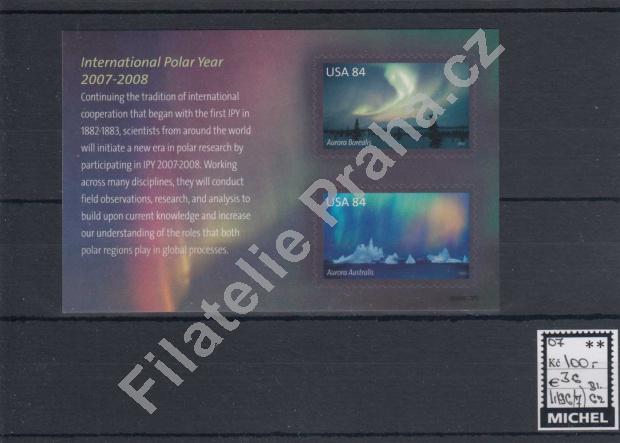 International Polar Year
2007-2008
Continuing the tradition of international
cooperation that began with the first IPY in
1882-1883, scientists from around the world
will initiate a new era in polar research by
participating in IPY 2007-2008. Working
across many disciplines, they will conduct
field observations, research, and analysis to
build upon current knowledge and increase
our understanding of the roles that both
polar regions play in global processes.
USA 84
Aurora Borealis
USA 84
Aurora Australis
Filatelie Praha.cz
07 **
Kč 100,-
€ 36
MICHEL